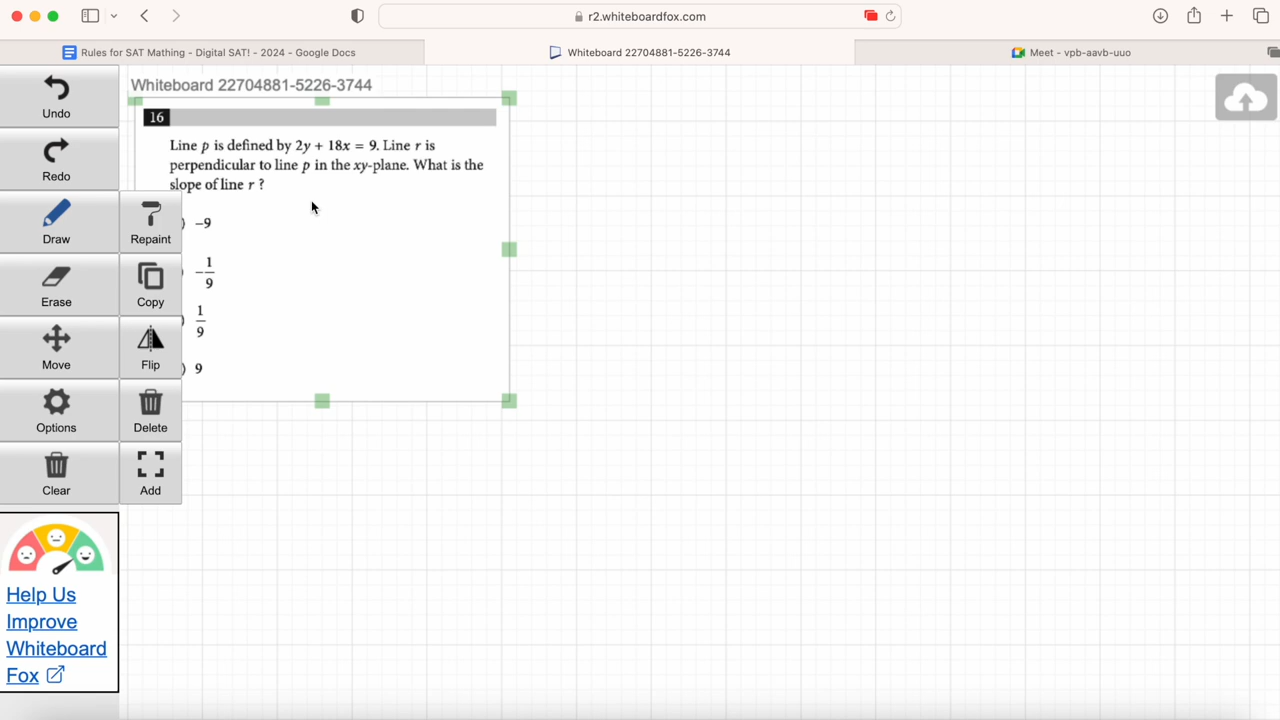 r2.whiteboardfox.com
Rules for SAT Mathing - Digital SAT! - 2024 - Google Docs
Whiteboard 22704881-5226-3744
Meet - vpb-aavb-uuo
Whiteboard 22704881-5226-3744
Undo
Redo
Draw
Repaint
Erase
Copy
Move
Flip
Options
Delete
Clear
Add
16
Line p is defined by 2y + 18x = 9. Line r is
perpendicular to line p in the xy-plane. What is the
slope of line r ?
) −9
) −1/9
) 1/9
) 9
Help Us
Improve
Whiteboard
Fox